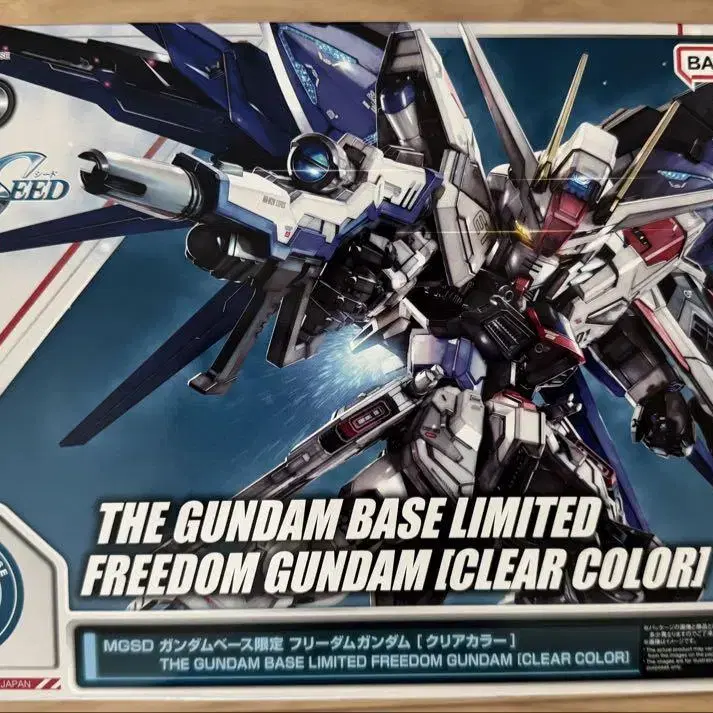 BA
シード
SEED
THE GUNDAM BASE LIMITED
FREEDOM GUNDAM [CLEAR COLOR]
MGSD ガンダムベース限定 フリーダムガンダム [ クリアカラー ]
THE GUNDAM BASE LIMITED FREEDOM GUNDAM [CLEAR COLOR]
JAPAN